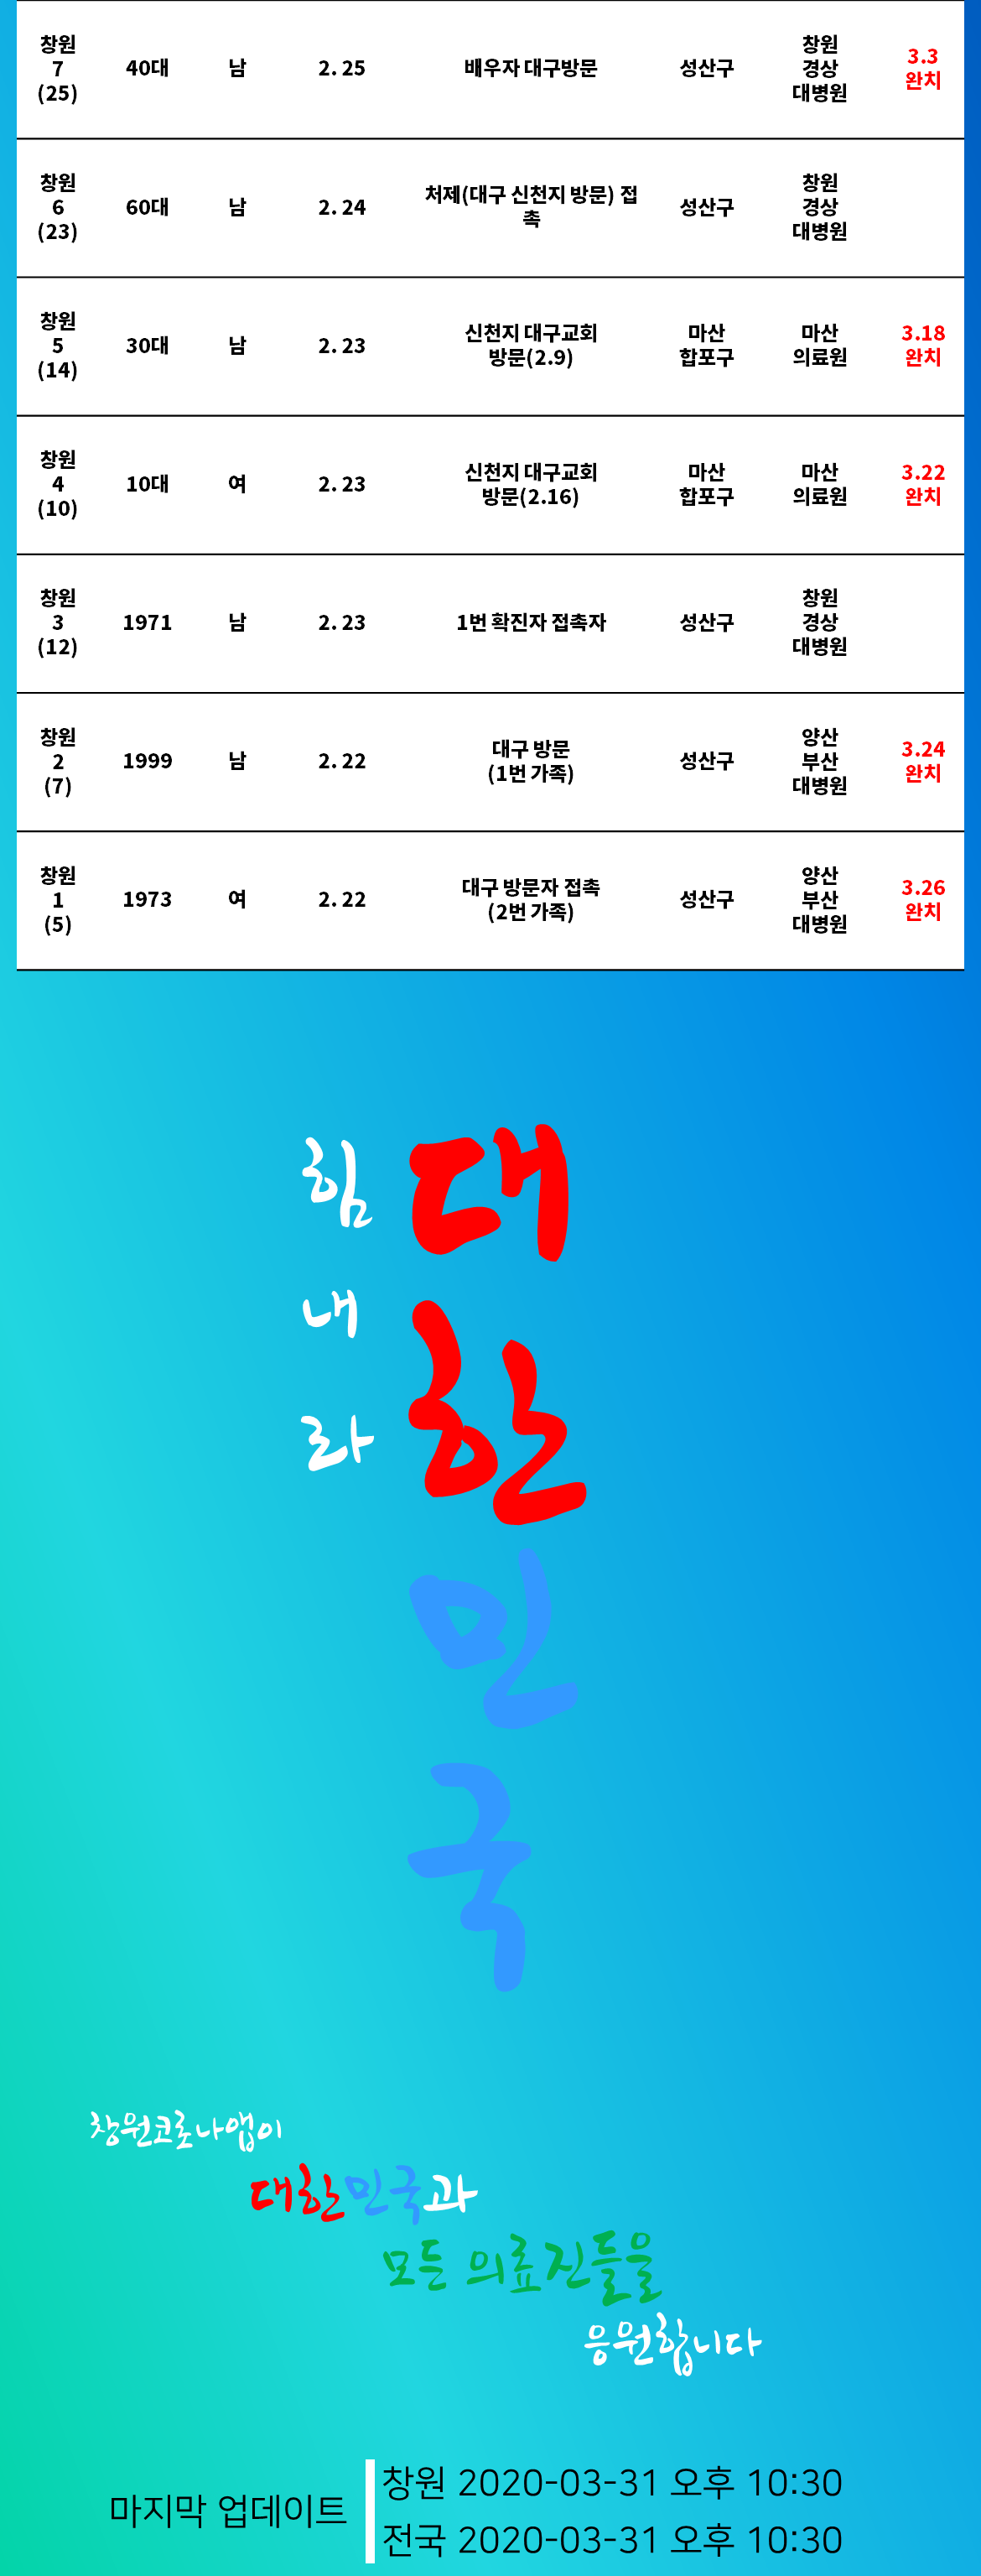 창원
7
(25)
40대
남
2. 25
배우자 대구방문
성산구
창원
경상
대병원
3.3
완치
창원
6
(23)
60대
남
2. 24
처제(대구 신천지 방문) 접
촉
성산구
창원
경상
대병원
창원
5
(14)
30대
남
2. 23
신천지 대구교회
방문(2.9)
마산
합포구
마산
의료원
3.18
완치
창원
4
(10)
10대
여
2. 23
신천지 대구교회
방문(2.16)
마산
합포구
마산
의료원
3.22
완치
창원
3
(12)
1971
남
2. 23
1번 확진자 접촉자
성산구
창원
경상
대병원
창원
2
(7)
1999
남
2. 22
대구 방문
(1번 가족)
성산구
양산
부산
대병원
3.24
완치
창원
1
(5)
1973
여
2. 22
대구 방문자 접촉
(2번 가족)
성산구
양산
부산
대병원
3.26
완치
힘
내
라
대
한
민
국
창원코로나앱이
대한민국과
모든 의료진들을
응원합니다
마지막 업데이트
창원 2020-03-31 오후 10:30
전국 2020-03-31 오후 10:30